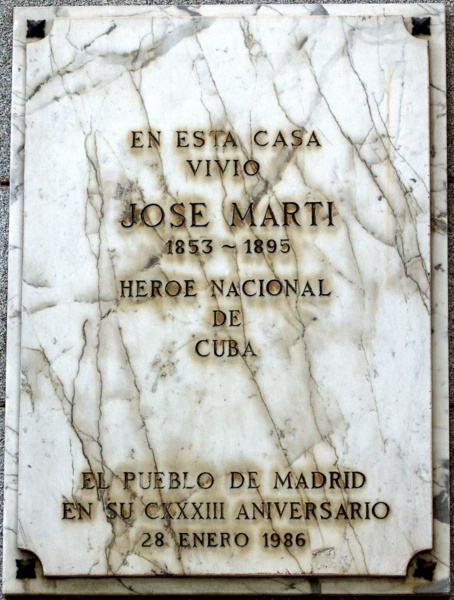 EN ESTA CASA
VIVIO
JOSE MARTI
1853 ~ 1895
HEROE NACIONAL
DE
CUBA
EL PUEBLO DE MADRID
EN SU CXXXIII ANIVERSARIO
28 ENERO 1986